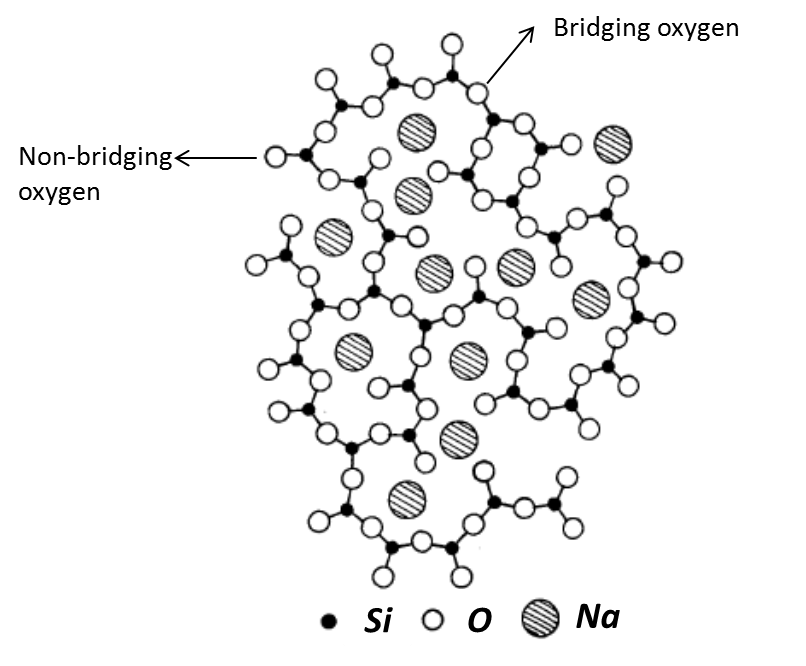 Bridging oxygen
Non-bridging
oxygen
Si O Na